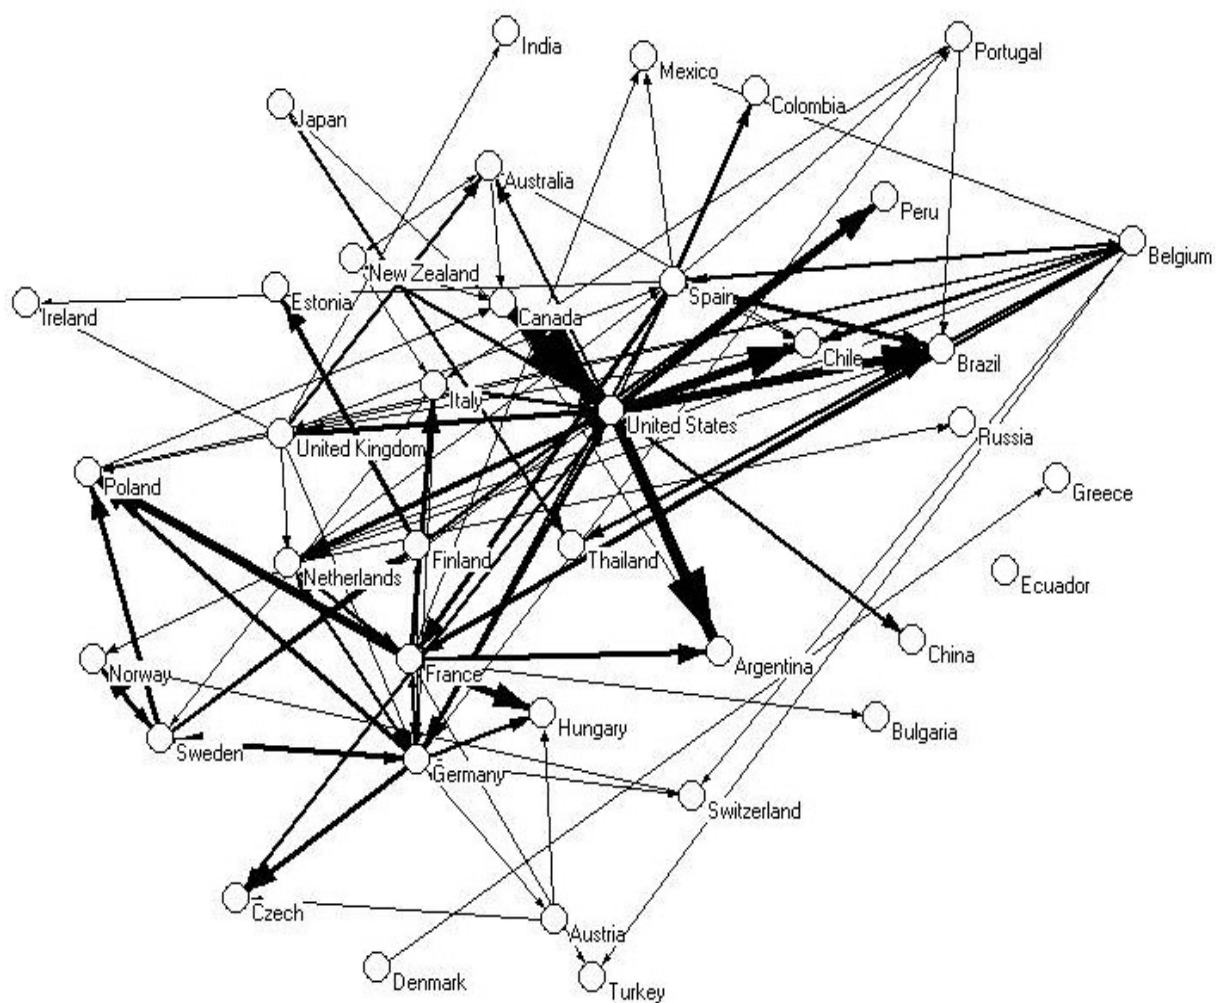 India
Portugal
Mexico
Colombia
Japan
Australia
Peru
Belgium
New Zealand
Estonia
Spain
Ireland
Canada
Chile
Brazil
Italy
United States
Russia
United Kingdom
Poland
Greece
Finland
Thailand
Netherlands
Ecuador
China
Argentina
France
Norway
Hungary
Bulgaria
Sweden
Germany
Switzerland
Czech
Austria
Denmark
Turkey